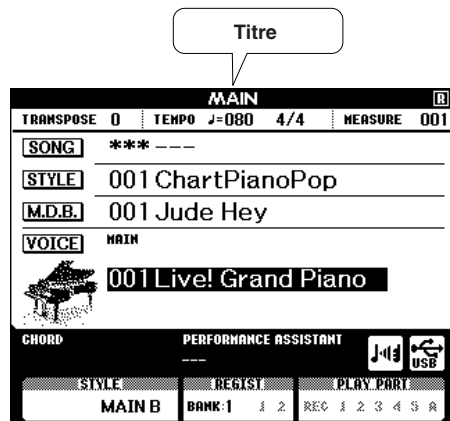 Titre
MAIN R
TRANSPOSE 0 TEMPO ♩=080 4/4 MEASURE 001
SONG *** ---
STYLE 001 ChartPianoPop
M.D.B. 001 Jude Hey
VOICE MAIN
001 Live! Grand Piano
CHORD PERFORMANCE ASSISTANT
---
USB
STYLE REGIST PLAY PART
MAIN B BANK:1 1 2 REC 1 2 3 4 5 A